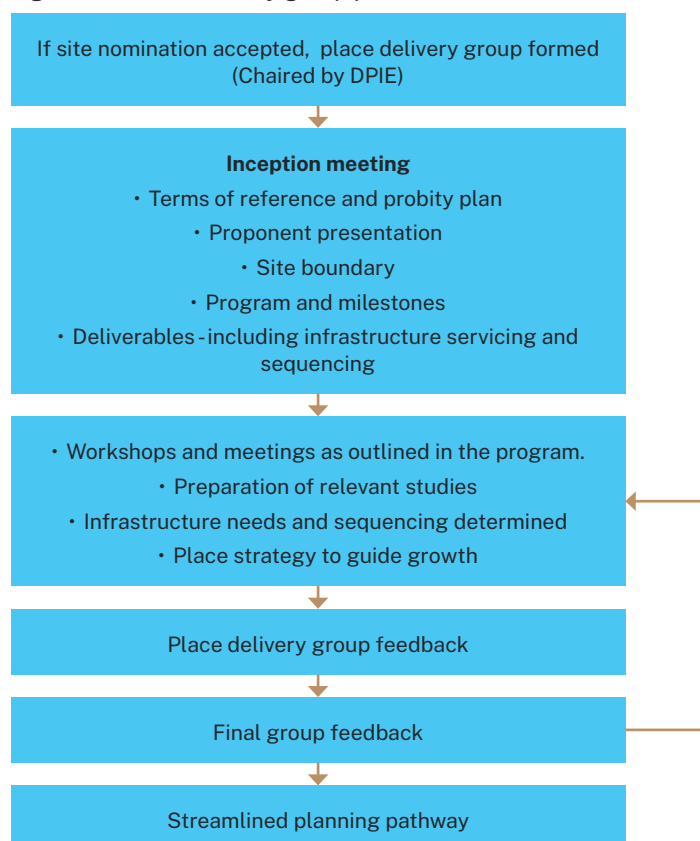 If site nomination accepted, place delivery group formed
(Chaired by DPIE)
Inception meeting
• Terms of reference and probity plan
• Proponent presentation
• Site boundary
• Program and milestones
• Deliverables - including infrastructure servicing and
sequencing
• Workshops and meetings as outlined in the program.
• Preparation of relevant studies
• Infrastructure needs and sequencing determined
• Place strategy to guide growth
Place delivery group feedback
Final group feedback
Streamlined planning pathway